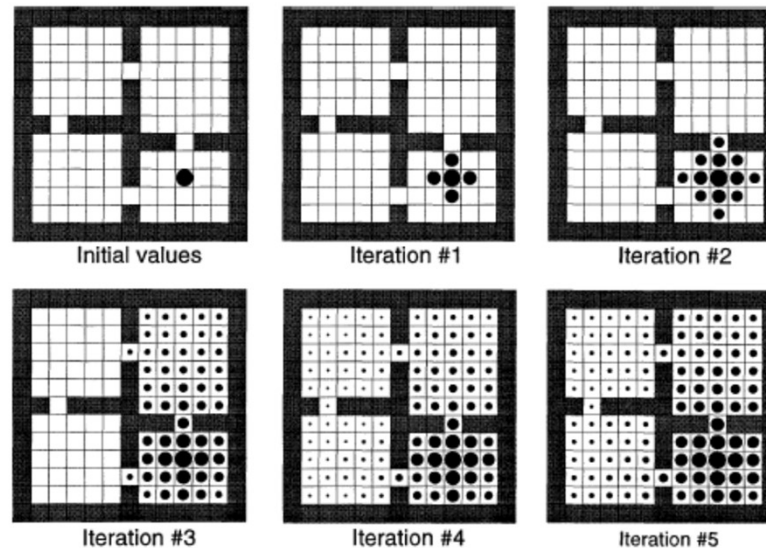 Initial values
Iteration #1
Iteration #2
Iteration #3
Iteration #4
Iteration #5